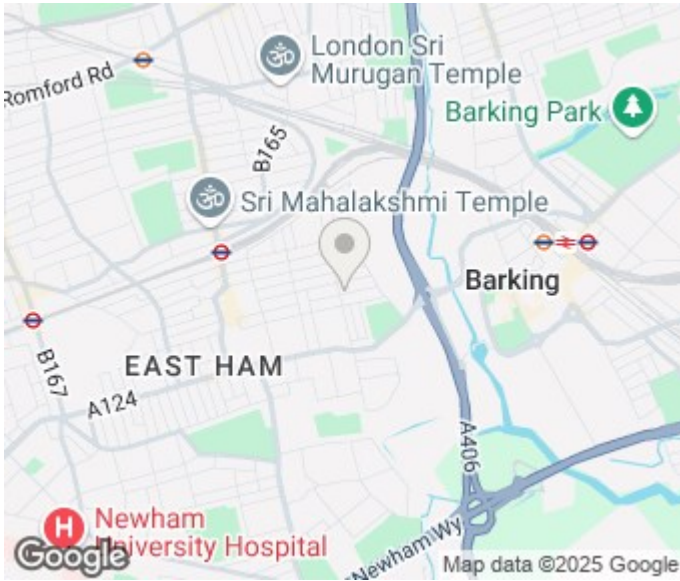 London Sri
Murugan Temple
Romford Rd
Barking Park
B165
Sri Mahalakshmi Temple
Barking
EAST HAM
B167
A124
A406
H
Newham
University Hospital
Newham Wy
Google
Map data ©2025 Google